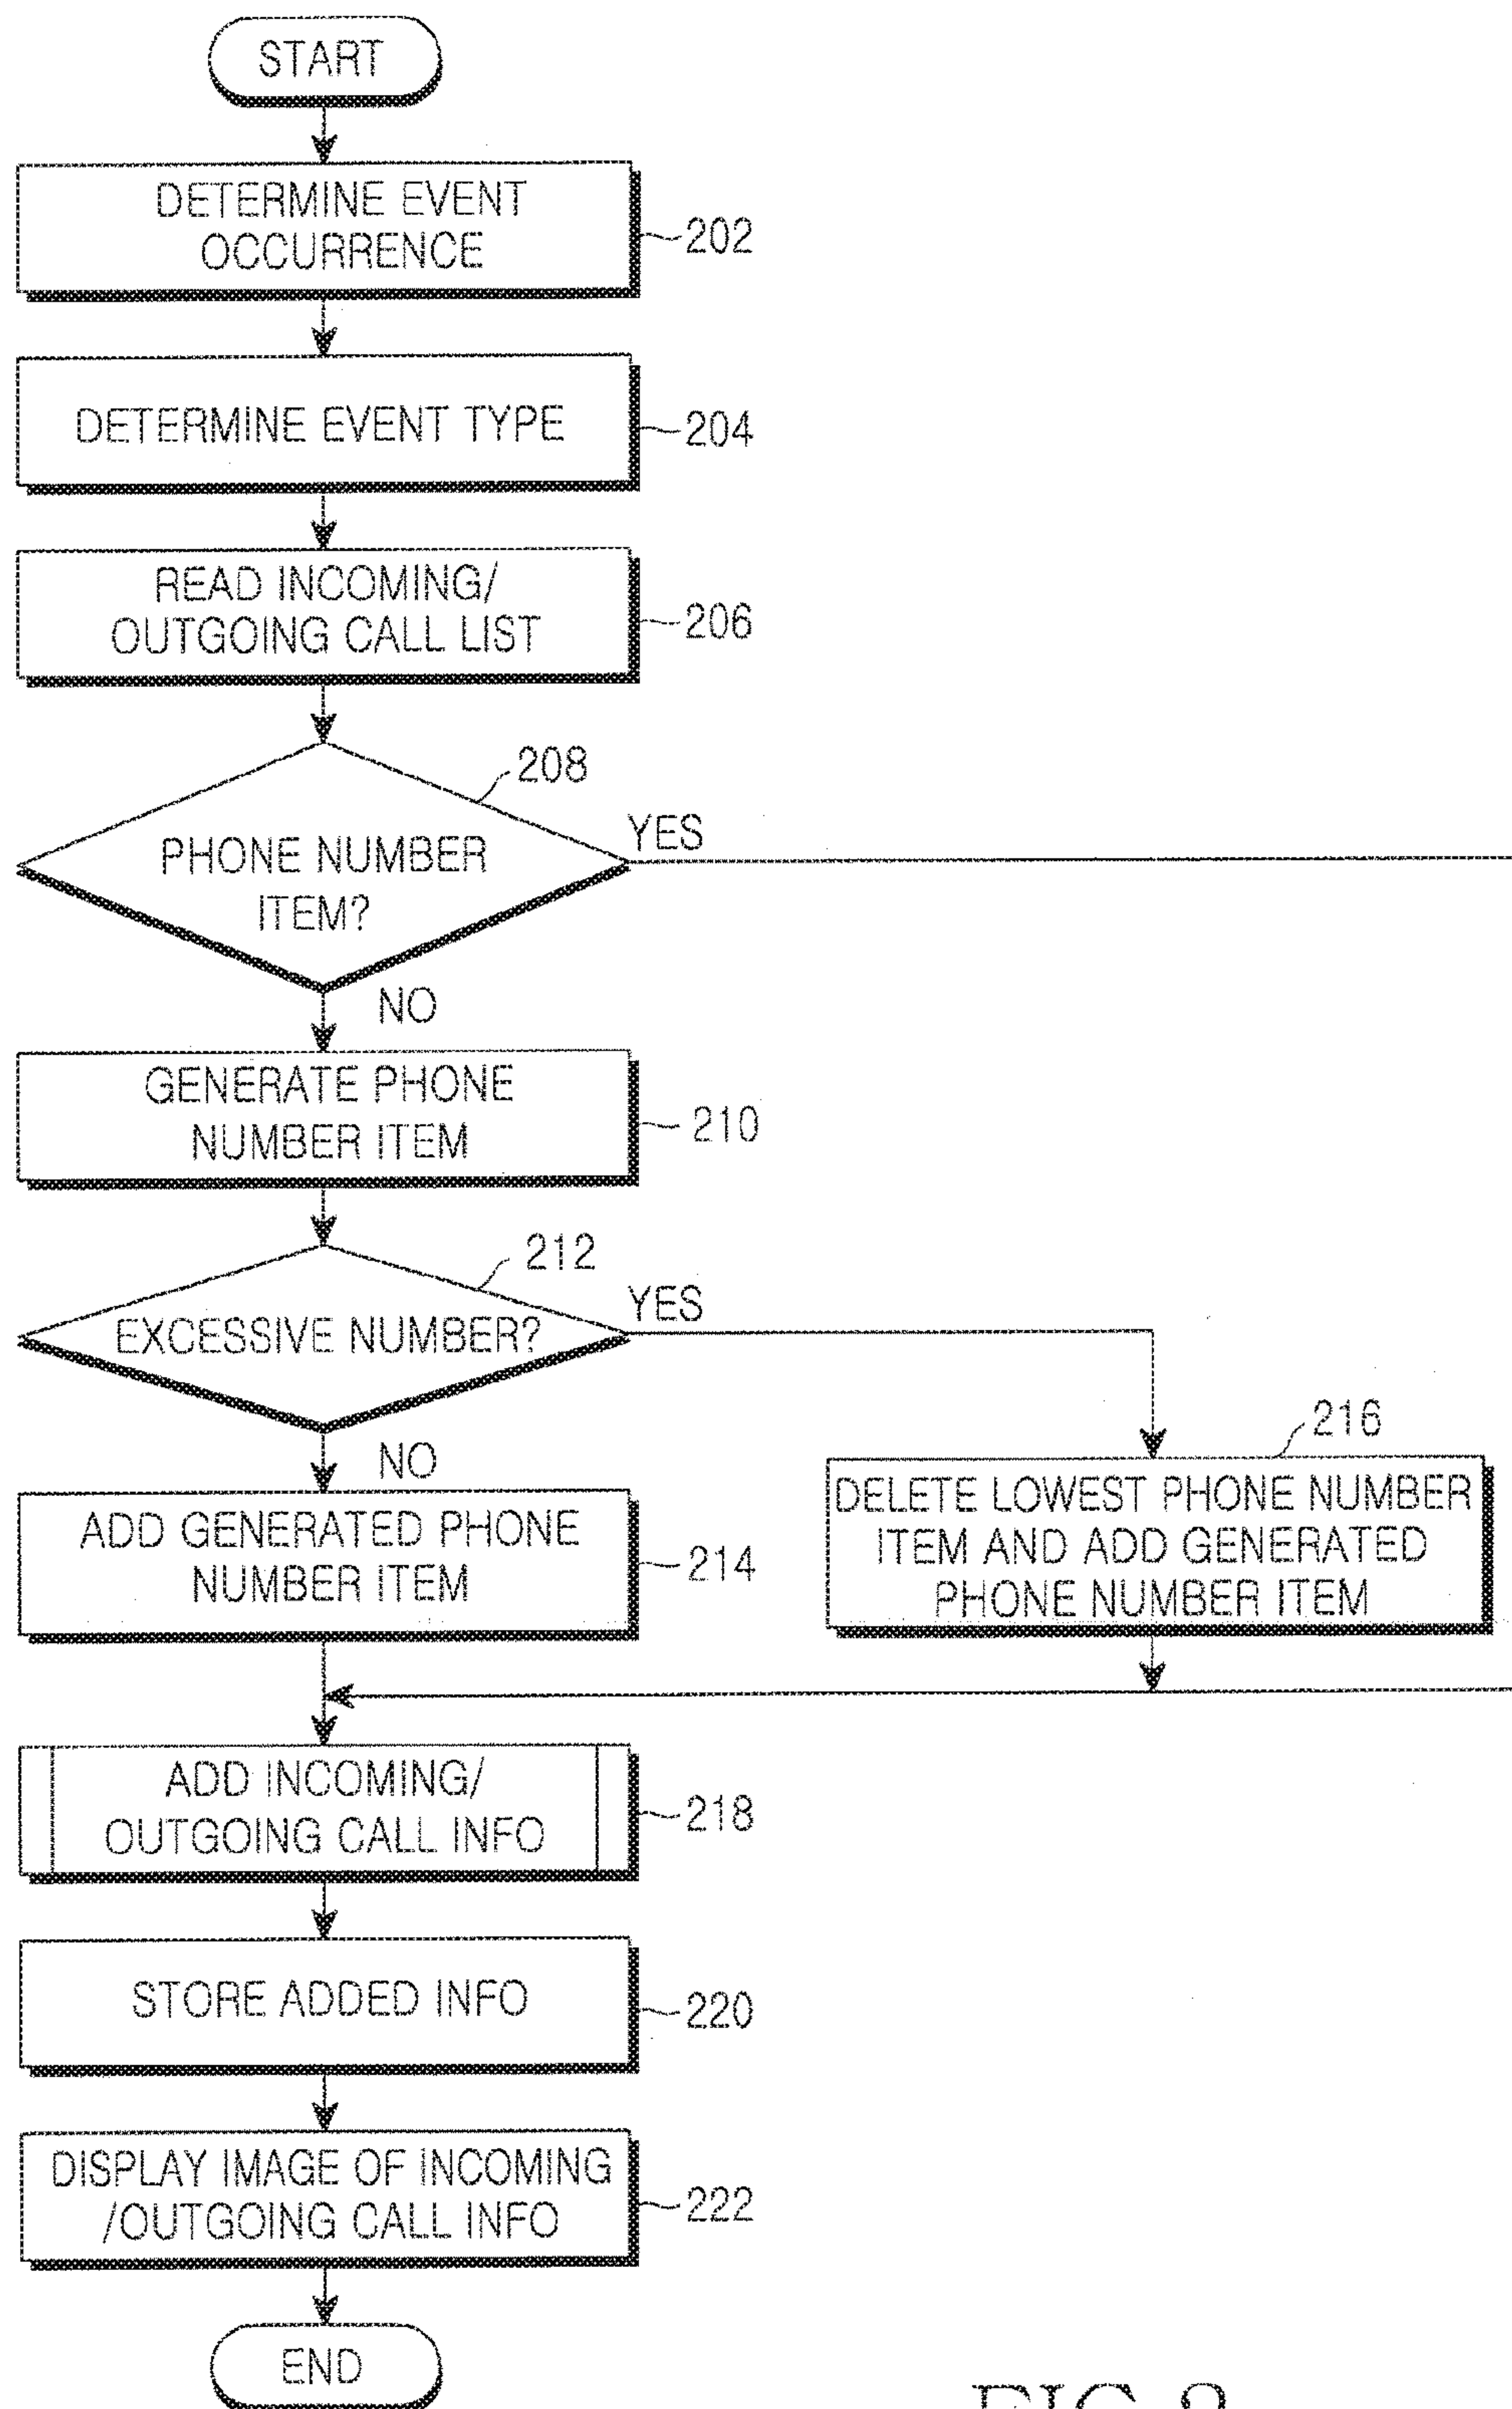 START
DETERMINE EVENT
OCCURRENCE
202
DETERMINE EVENT TYPE
204
READ INCOMING/
OUTGOING CALL LIST
206
208
PHONE NUMBER
ITEM?
YES
NO
GENERATE PHONE
NUMBER ITEM
210
212
EXCESSIVE NUMBER?
YES
NO
216
ADD GENERATED PHONE
NUMBER ITEM
214
DELETE LOWEST PHONE NUMBER
ITEM AND ADD GENERATED
PHONE NUMBER ITEM
ADD INCOMING/
OUTGOING CALL INFO
218
STORE ADDED INFO
220
DISPLAY IMAGE OF INCOMING
/OUTGOING CALL INFO
222
END